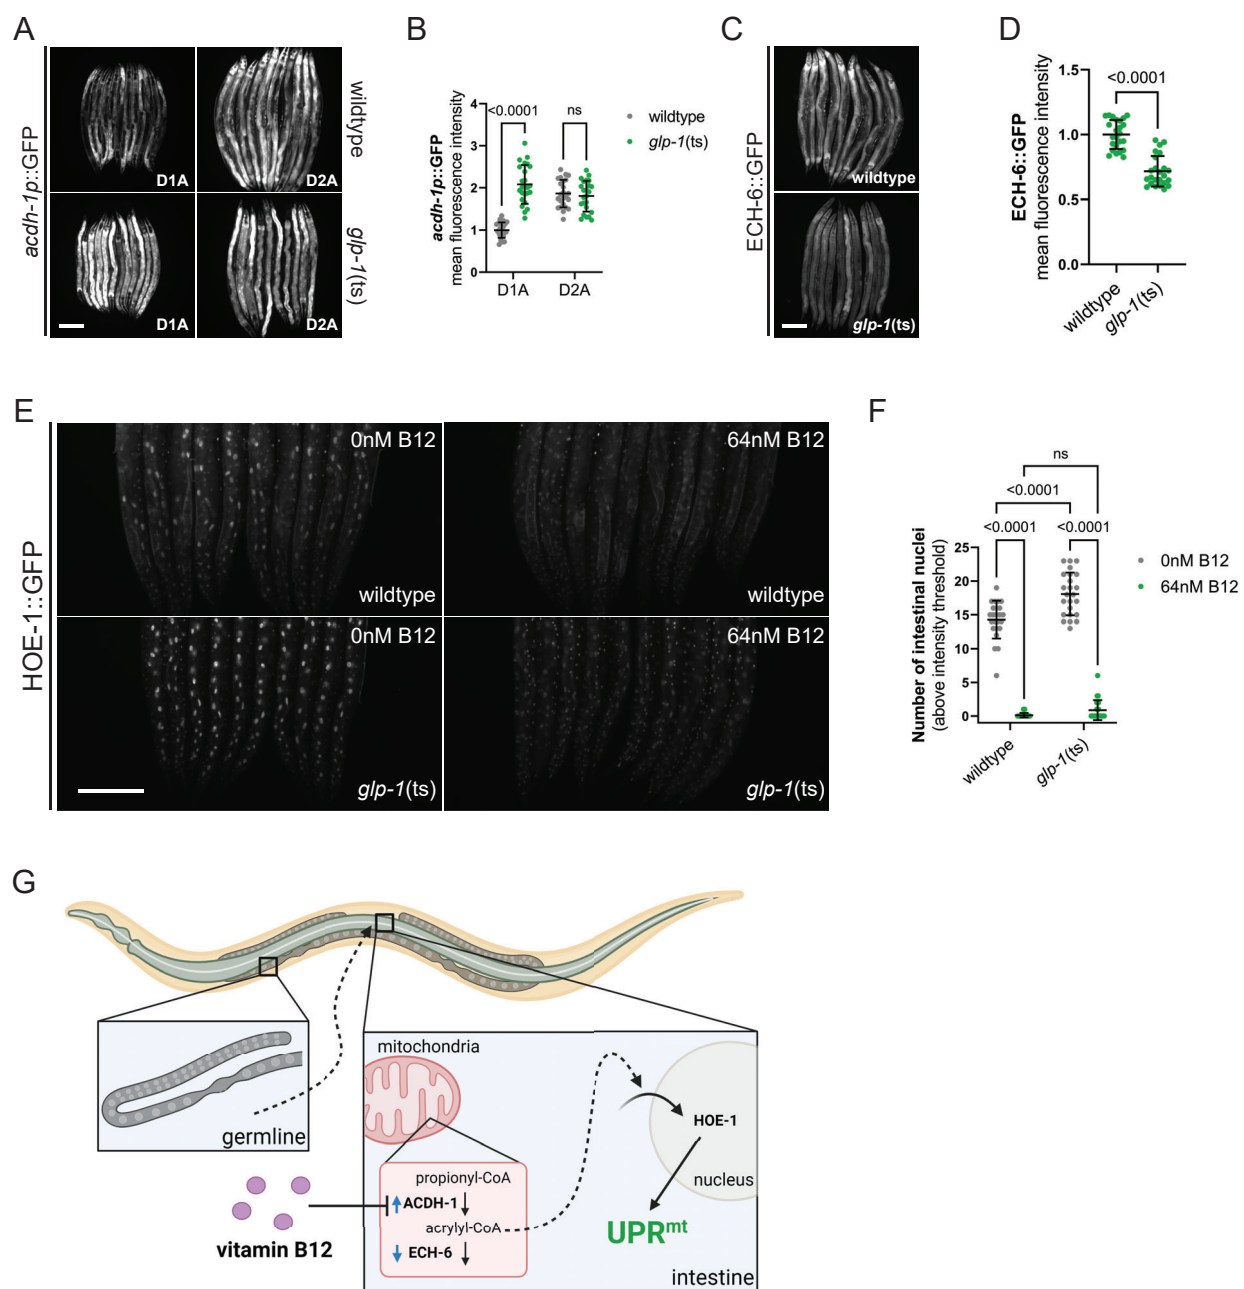 A
acdh-1p::GFP
D1A
D2A
wildtype
D1A
D2A
glp-1(ts)
B
acdh-1p::GFP
mean fluorescence intensity
4
3
2
1
0
<0.0001
ns
D1A
D2A
wildtype
glp-1(ts)
C
ECH-6::GFP
wildtype
glp-1(ts)
D
ECH-6::GFP
mean fluorescence intensity
1.5
1.0
0.5
0.0
<0.0001
wildtype
glp-1(ts)
E
HOE-1::GFP
0nM B12
wildtype
64nM B12
wildtype
0nM B12
glp-1(ts)
64nM B12
glp-1(ts)
F
Number of intestinal nuclei
(above intensity threshold)
ns
<0.0001
<0.0001
<0.0001
25
20
15
10
5
0
wildtype
glp-1(ts)
0nM B12
64nM B12
G
germline
vitamin B12
mitochondria
propionyl-CoA
ACDH-1
acrylyl-CoA
ECH-6
HOE-1
nucleus
UPRmt
intestine